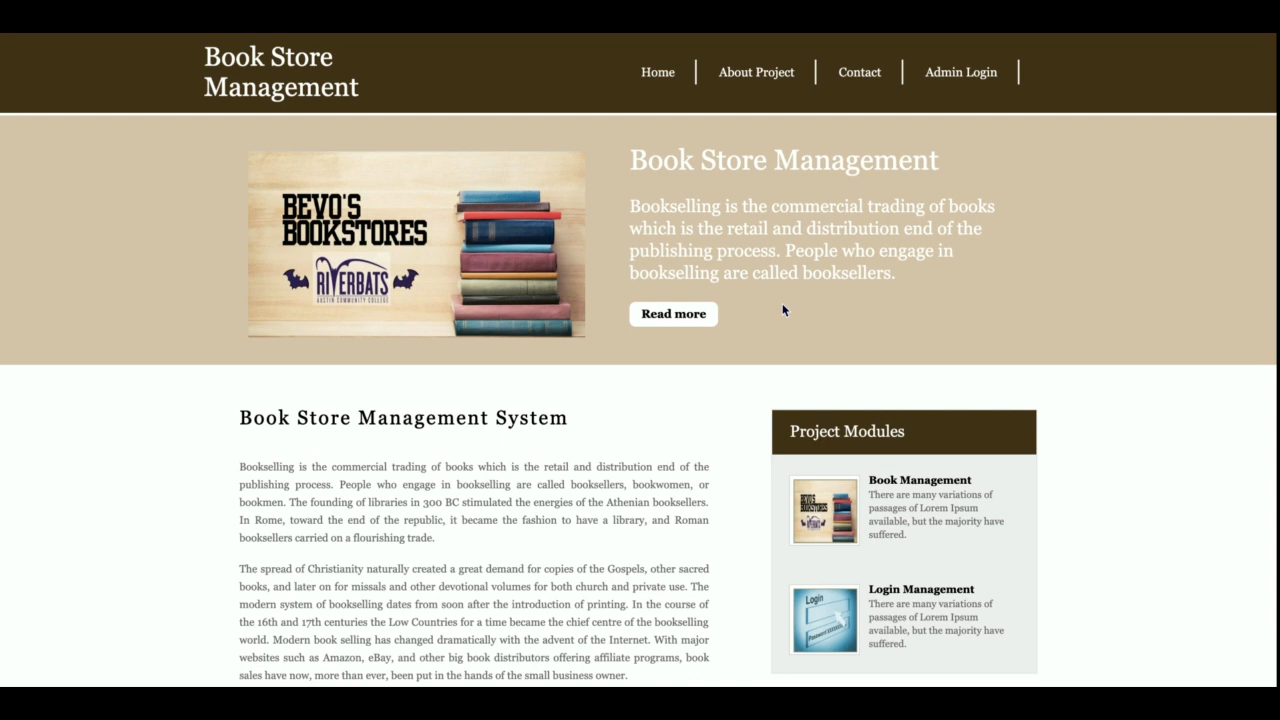 Book Store
Management
Home
About Project
Contact
Admin Login
BEVO'S
BOOKSTORES
RIVERBATS
AUSTIN COMMUNITY COLLEGE
Book Store Management
Bookselling is the commercial trading of books
which is the retail and distribution end of the
publishing process. People who engage in
bookselling are called booksellers.
Read more
Book Store Management System
Bookselling is the commercial trading of books which is the retail and distribution end of the
publishing process. People who engage in bookselling are called booksellers, bookwomen, or
bookmen. The founding of libraries in 300 BC stimulated the energies of the Athenian booksellers.
In Rome, toward the end of the republic, it became the fashion to have a library, and Roman
booksellers carried on a flourishing trade.
The spread of Christianity naturally created a great demand for copies of the Gospels, other sacred
books, and later on for missals and other devotional volumes for both church and private use. The
modern system of bookselling dates from soon after the introduction of printing. In the course of
the 16th and 17th centuries the Low Countries for a time became the chief centre of the bookselling
world. Modern book selling has changed dramatically with the advent of the Internet. With major
websites such as Amazon, eBay, and other big book distributors offering affiliate programs, book
sales have now, more than ever, been put in the hands of the small business owner.
Project Modules
BEVO'S
BOOKSTORES
RIVERBATS
Book Management
There are many variations of
passages of Lorem Ipsum
available, but the majority have
suffered.
Login
Password
Login Management
There are many variations of
passages of Lorem Ipsum
available, but the majority have
suffered.